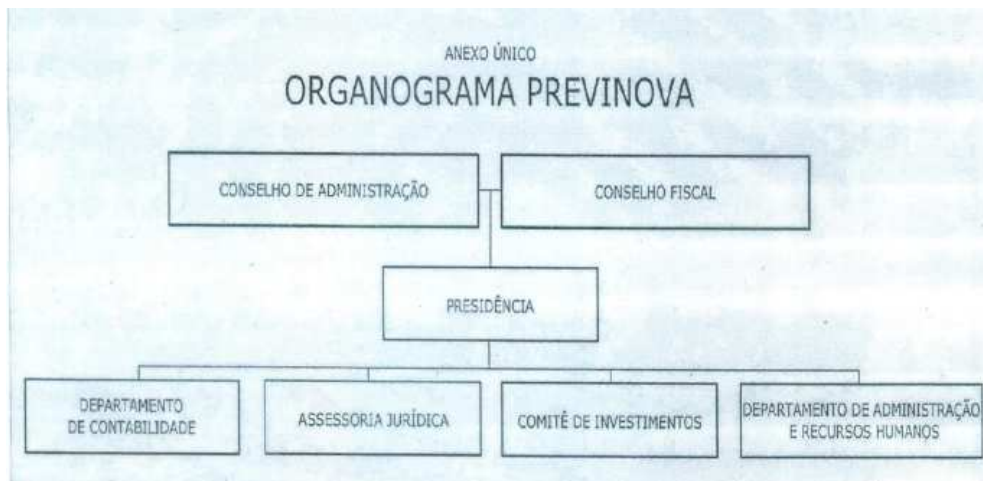 ANEXO ÚNICO
ORGANOGRAMA PREVINOVA
CONSELHO DE ADMINISTRAÇÃO
CONSELHO FISCAL
PRESIDÊNCIA
DEPARTAMENTO
DE CONTABILIDADE
ASSESSORIA JURÍDICA
COMITÊ DE INVESTIMENTOS
DEPARTAMENTO DE ADMINISTRAÇÃO
E RECURSOS HUMANOS